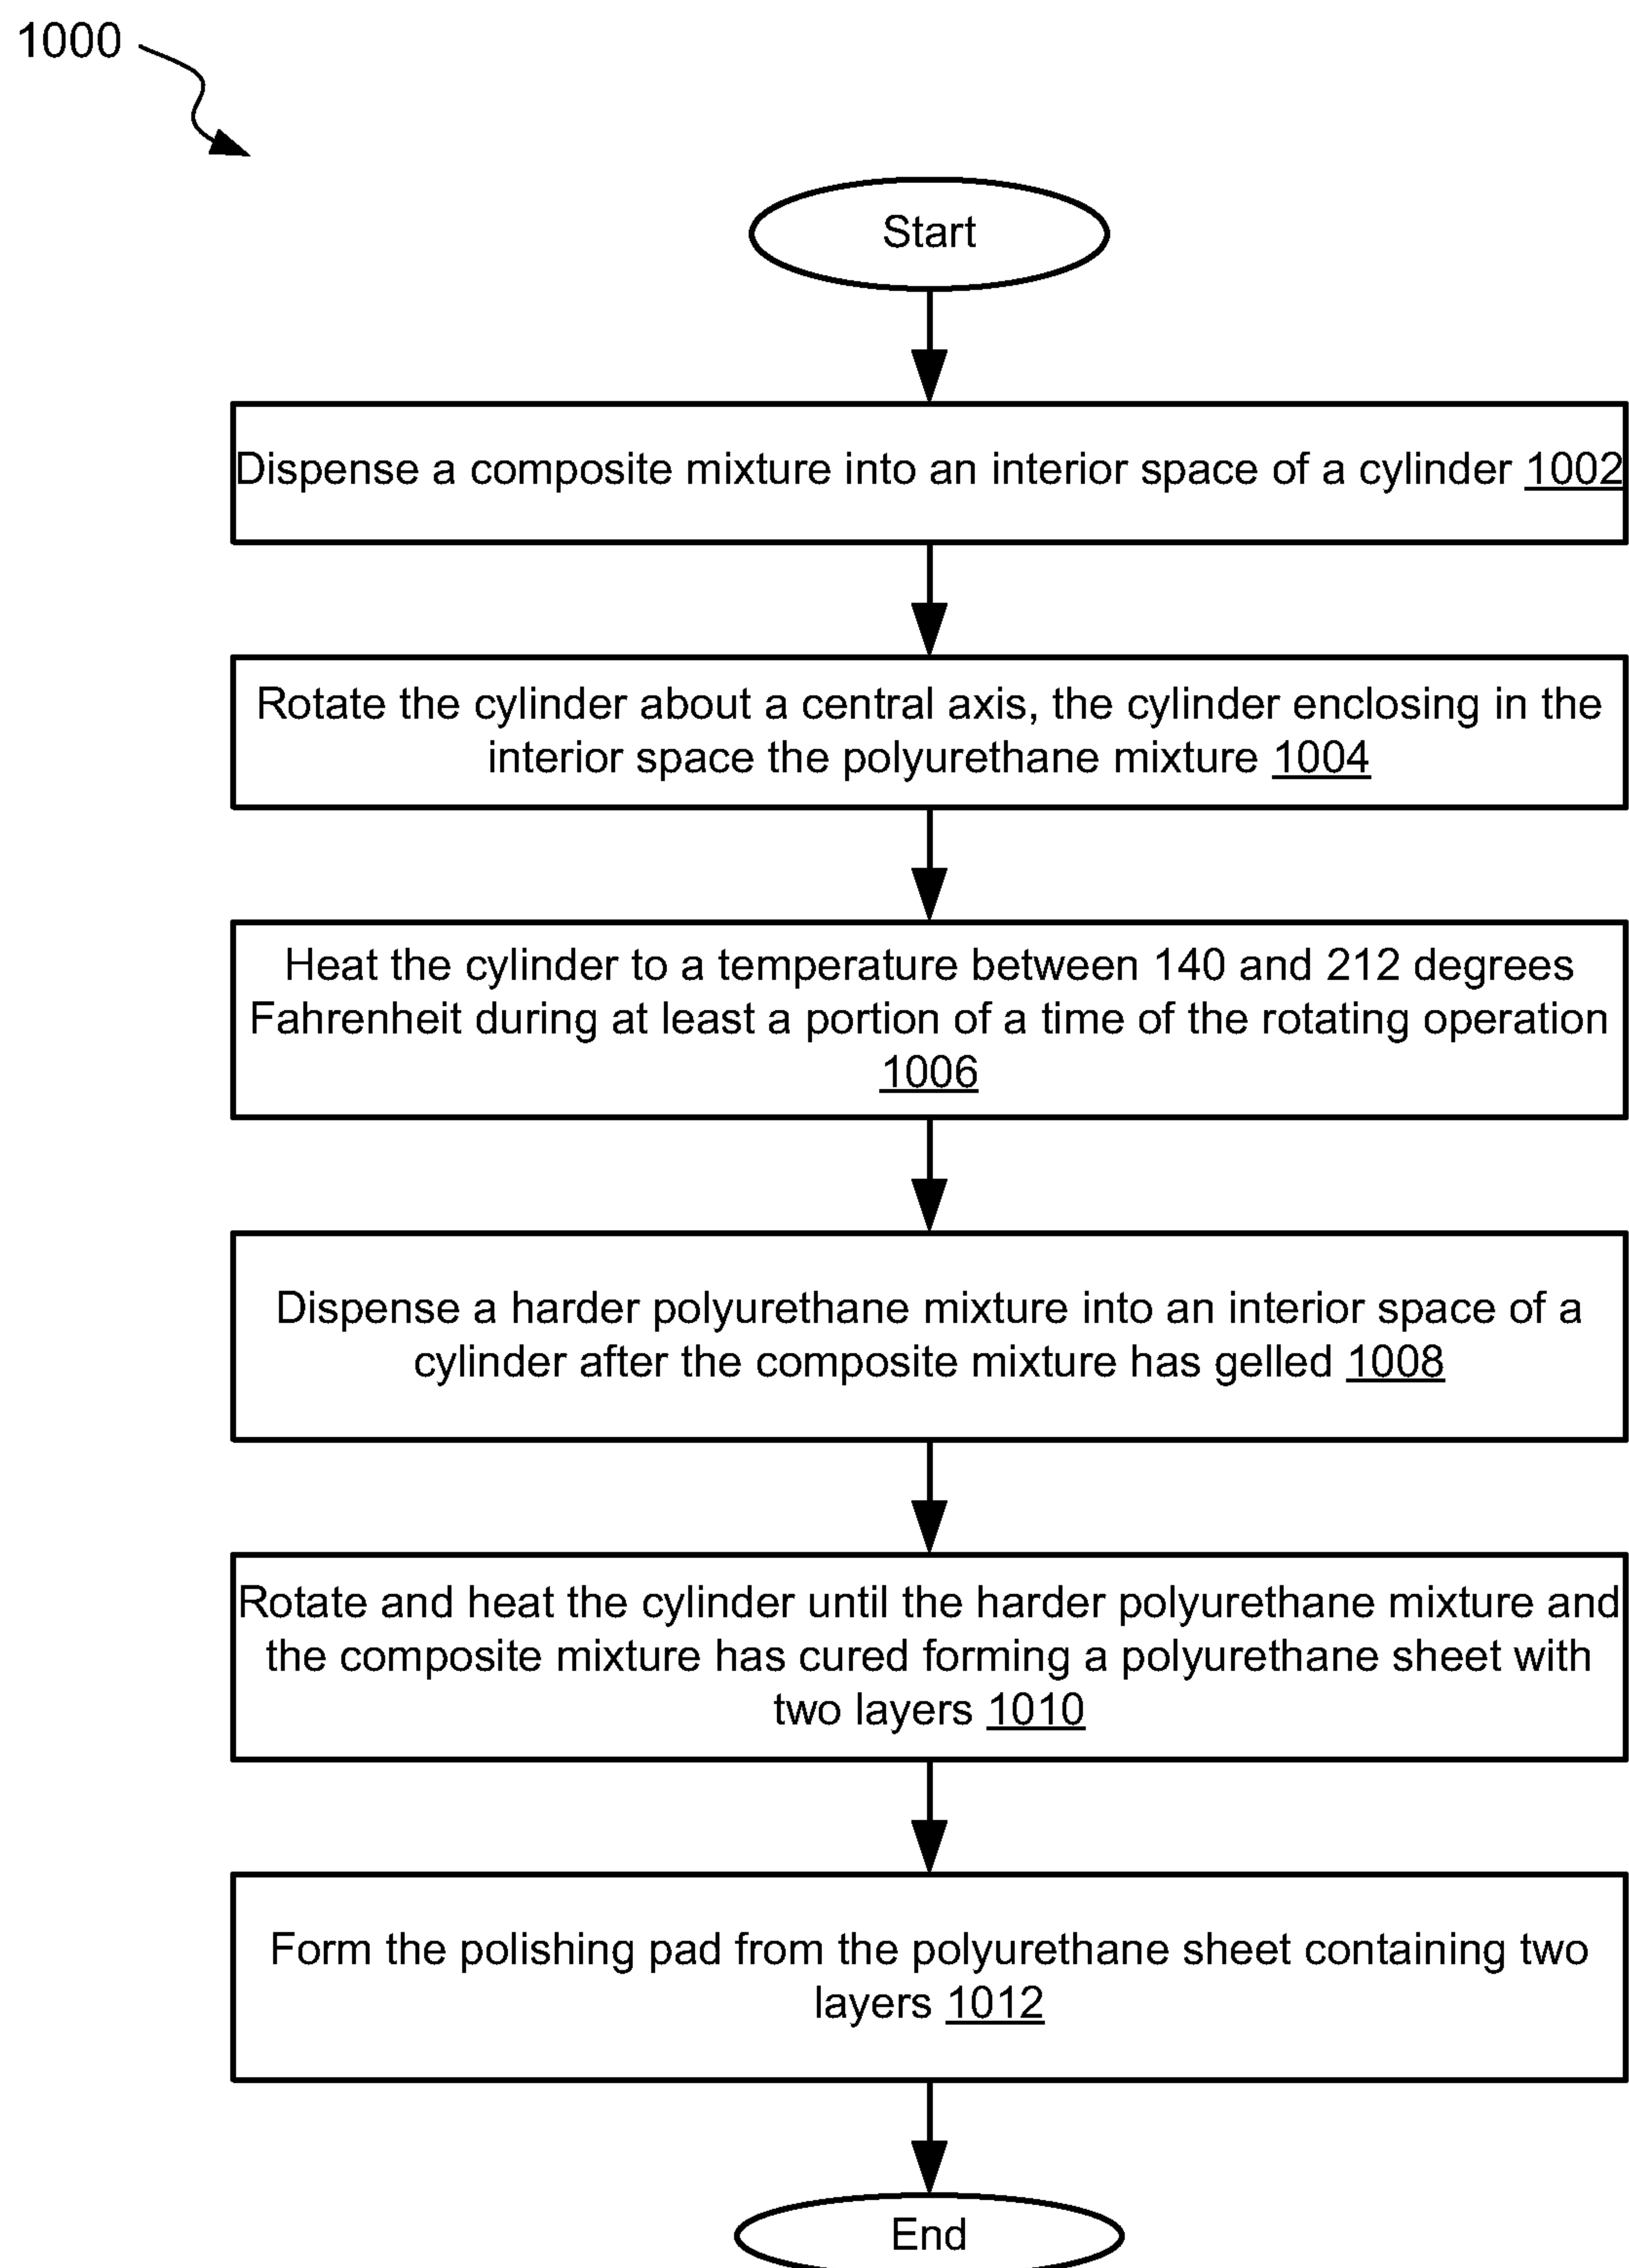 1000
Start
Dispense a composite mixture into an interior space of a cylinder 1002
Rotate the cylinder about a central axis, the cylinder enclosing in the
interior space the polyurethane mixture 1004
Heat the cylinder to a temperature between 140 and 212 degrees
Fahrenheit during at least a portion of a time of the rotating operation
1006
Dispense a harder polyurethane mixture into an interior space of a
cylinder after the composite mixture has gelled 1008
Rotate and heat the cylinder until the harder polyurethane mixture and
the composite mixture has cured forming a polyurethane sheet with
two layers 1010
Form the polishing pad from the polyurethane sheet containing two
layers 1012
End